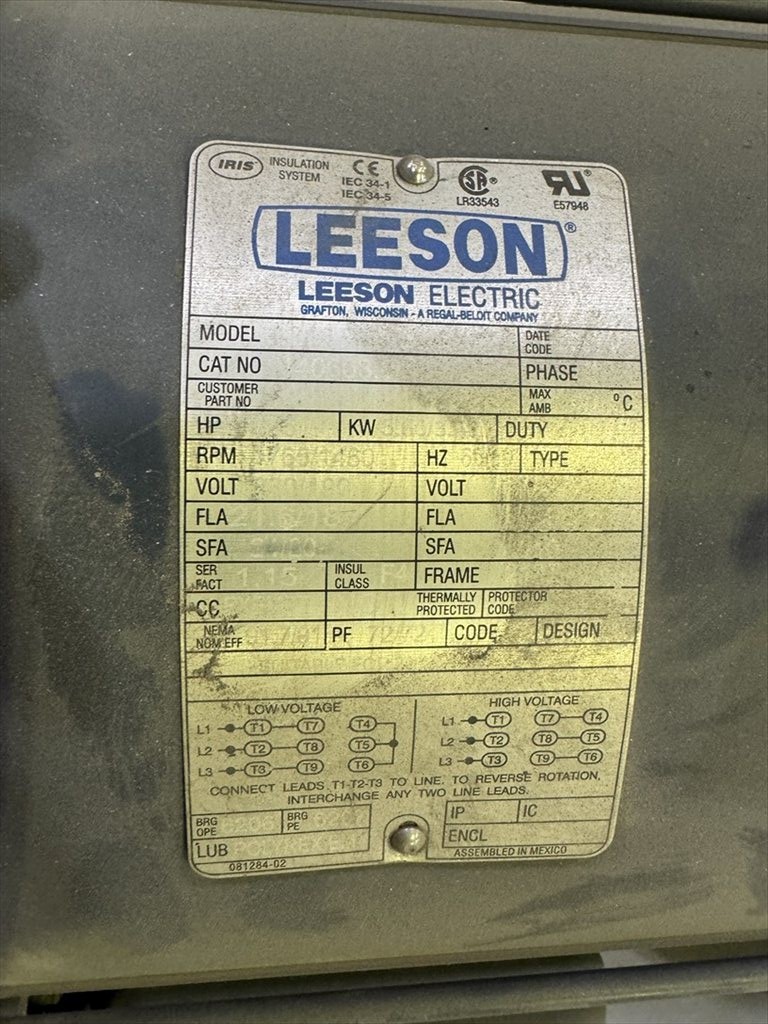 IRIS INSULATION SYSTEM CE IEC 34-1 IEC 34-5 SA® LR33543 RU® E57948
LEESON®
LEESON ELECTRIC
GRAFTON, WISCONSIN - A REGAL-BELOIT COMPANY
MODEL DATE CODE
CAT NO PHASE
CUSTOMER PART NO MAX AMB °C
HP KW DUTY
RPM HZ TYPE
VOLT VOLT
FLA FLA
SFA SFA
SER FACT INSUL CLASS FRAME
CC THERMALLY PROTECTED PROTECTOR CODE
NEMA NOM EFF PF CODE DESIGN
LOW VOLTAGE HIGH VOLTAGE
L1 T1 T7 T4 L1 T1 T7 T4
L2 T2 T8 T5 L2 T2 T8 T5
L3 T3 T9 T6 L3 T3 T9 T6
CONNECT LEADS T1-T2-T3 TO LINE. TO REVERSE ROTATION,
INTERCHANGE ANY TWO LINE LEADS.
BRG OPE BRG PE IP IC
LUB ENCL
081284-02 ASSEMBLED IN MEXICO